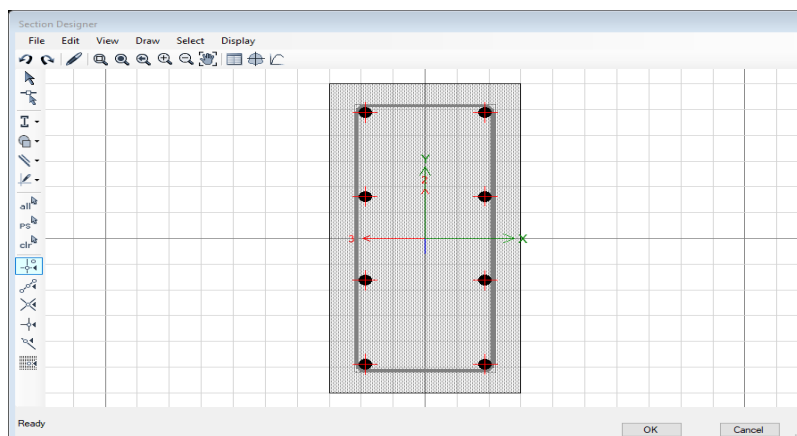 Section Designer
File Edit View Draw Select Display
all
PS
clr
Y
2
3
X
Ready
OK Cancel